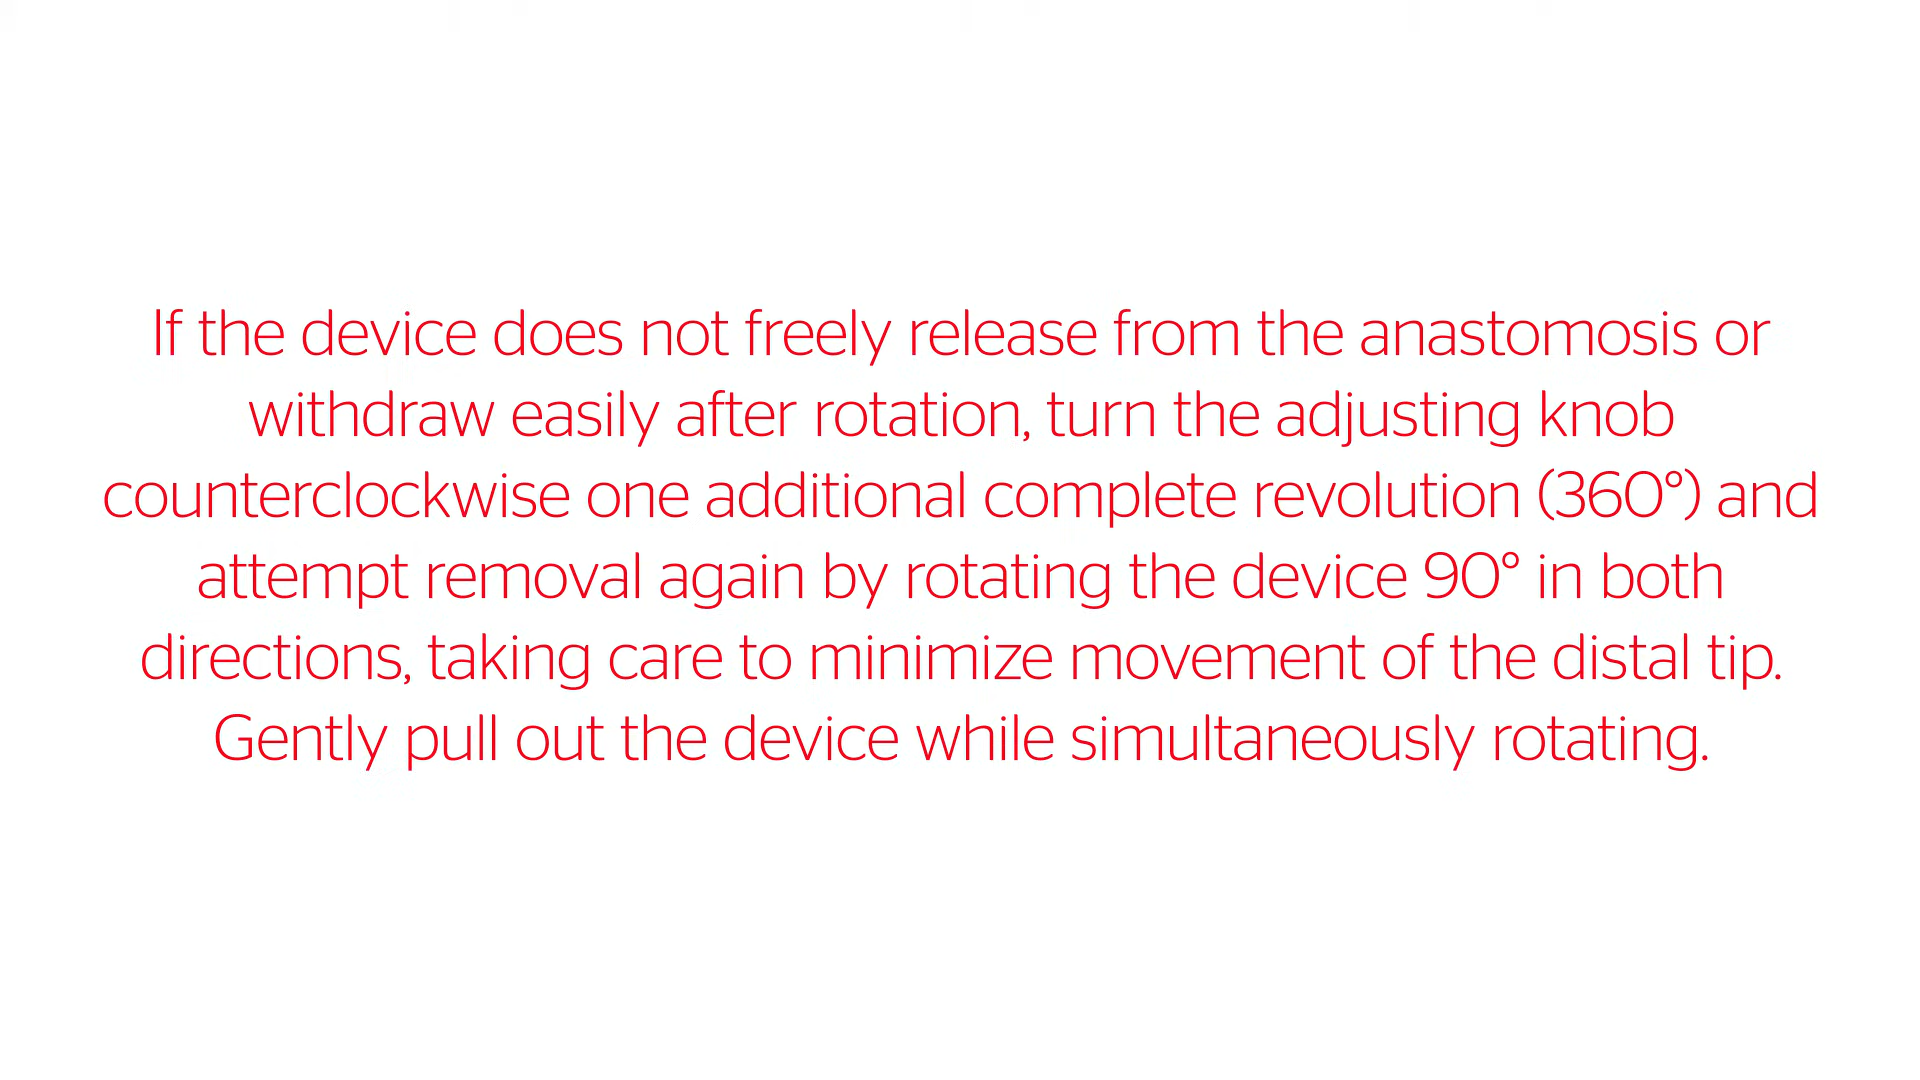 If the device does not freely release from the anastomosis or
withdraw easily after rotation, turn the adjusting knob
counterclockwise one additional complete revolution (360°) and
attempt removal again by rotating the device 90° in both
directions, taking care to minimize movement of the distal tip.
Gently pull out the device while simultaneously rotating.